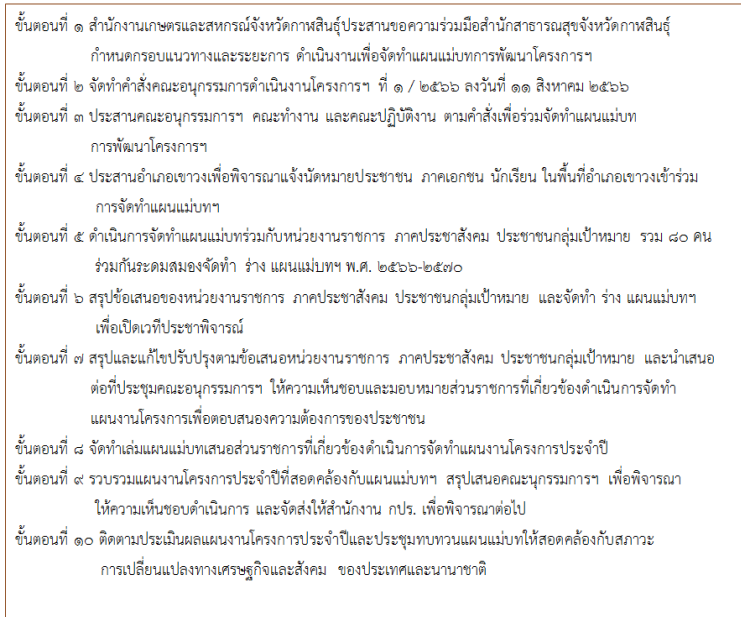 ขั้นตอนที่ ๑ สำนักงานเกษตรและสหกรณ์จังหวัดกาฬสินธุ์ประสานขอความร่วมมือสำนักสาธารณสุขจังหวัดกาฬสินธุ์
กำหนดกรอบแนวทางและระยะการ ดำเนินงานเพื่อจัดทำแผนแม่บทการพัฒนาโครงการฯ
ขั้นตอนที่ ๒ จัดทำคำสั่งคณะอนุกรรมการดำเนินงานโครงการฯ ที่ ๑ / ๒๕๖๖ ลงวันที่ ๑๑ สิงหาคม ๒๕๖๖
ขั้นตอนที่ ๓ ประสานคณะอนุกรรมการฯ คณะทำงาน และคณะปฏิบัติงาน ตามคำสั่งเพื่อร่วมจัดทำแผนแม่บท
การพัฒนาโครงการฯ
ขั้นตอนที่ ๔ ประสานอำเภอเขาวงเพื่อพิจารณาแจ้งนัดหมายประชาชน ภาคเอกชน นักเรียน ในพื้นที่อำเภอเขาวงเข้าร่วม
การจัดทำแผนแม่บทฯ
ขั้นตอนที่ ๕ ดำเนินการจัดทำแผนแม่บทร่วมกับหน่วยงานราชการ ภาคประชาสังคม ประชาชนกลุ่มเป้าหมาย รวม ๘๐ คน
ร่วมกันระดมสมองจัดทำ ร่าง แผนแม่บทฯ พ.ศ. ๒๕๖๖-๒๕๗๐
ขั้นตอนที่ ๖ สรุปข้อเสนอของหน่วยงานราชการ ภาคประชาสังคม ประชาชนกลุ่มเป้าหมาย และจัดทำ ร่าง แผนแม่บทฯ
เพื่อเปิดเวทีประชาพิจารณ์
ขั้นตอนที่ ๗ สรุปและแก้ไขปรับปรุงตามข้อเสนอหน่วยงานราชการ ภาคประชาสังคม ประชาชนกลุ่มเป้าหมาย และนำเสนอ
ต่อที่ประชุมคณะอนุกรรมการฯ ให้ความเห็นชอบและมอบหมายส่วนราชการที่เกี่ยวข้องดำเนินการจัดทำ
แผนงานโครงการเพื่อตอบสนองความต้องการของประชาชน
ขั้นตอนที่ ๘ จัดทำเล่มแผนแม่บทเสนอส่วนราชการที่เกี่ยวข้องดำเนินการจัดทำแผนงานโครงการประจำปี
ขั้นตอนที่ ๙ รวบรวมแผนงานโครงการประจำปีที่สอดคล้องกับแผนแม่บทฯ สรุปเสนอคณะนุกรรมการฯ เพื่อพิจารณา
ให้ความเห็นชอบดำเนินการ และจัดส่งให้สำนักงาน กปร. เพื่อพิจารณาต่อไป
ขั้นตอนที่ ๑๐ ติดตามประเมินผลแผนงานโครงการประจำปีและประชุมทบทวนแผนแม่บทให้สอดคล้องกับสภาวะ
การเปลี่ยนแปลงทางเศรษฐกิจและสังคม ของประเทศและนานาชาติ